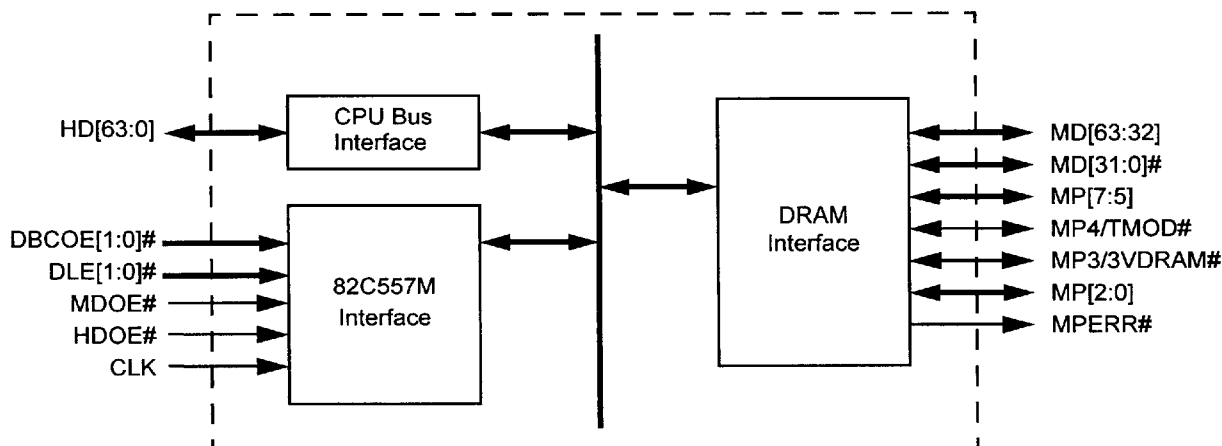 HD[63:0]
CPU Bus
Interface
DBCOE[1:0]#
DLE[1:0]#
MDOE#
HDOE#
CLK
82C557M
Interface
DRAM
Interface
MD[63:32]
MD[31:0]#
MP[7:5]
MP4/TMOD#
MP3/3VDRAM#
MP[2:0]
MPERR#